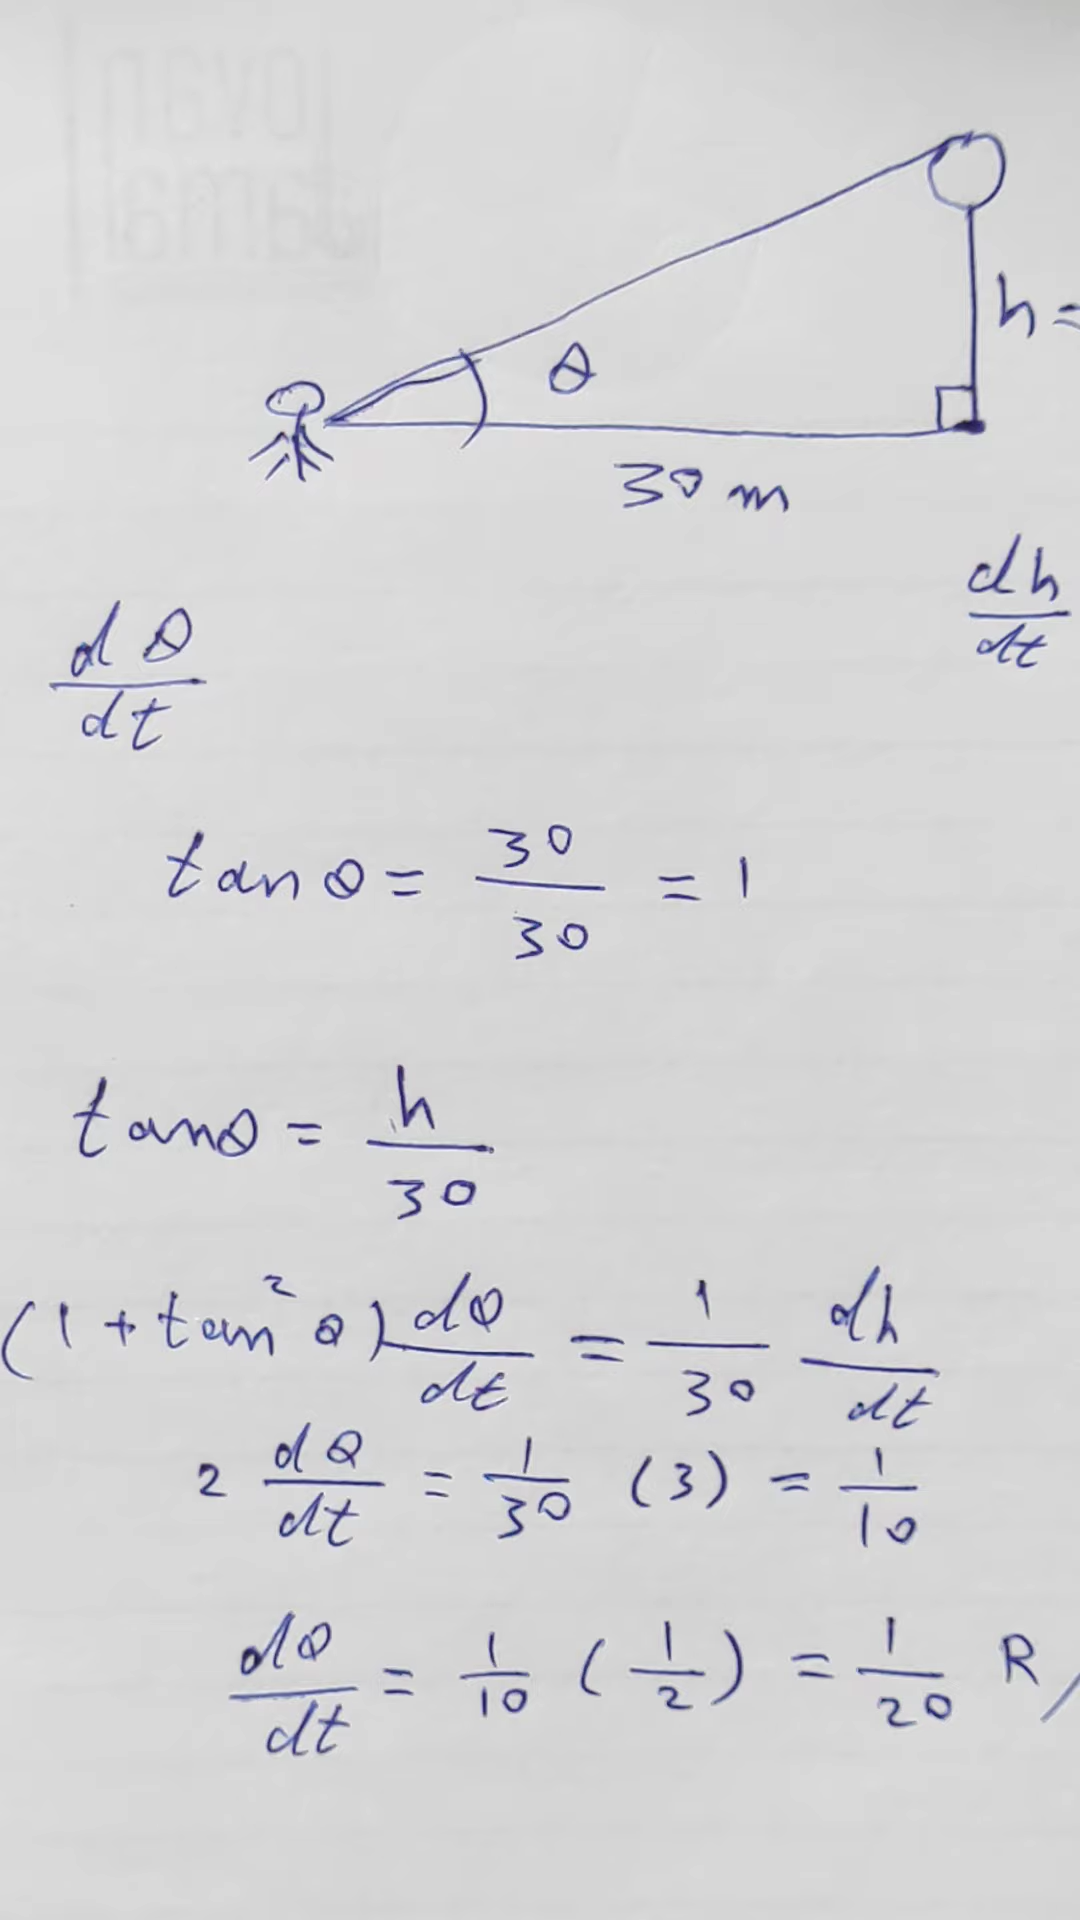 θ
h =
30 m
dh/dt
dθ/dt
tan θ = 30/30 = 1
tanθ = h/30
(1 + tan² θ) dθ/dt = 1/30 dh/dt
2 dθ/dt = 1/30 (3) = 1/10
dθ/dt = 1/10 (1/2) = 1/20 R/